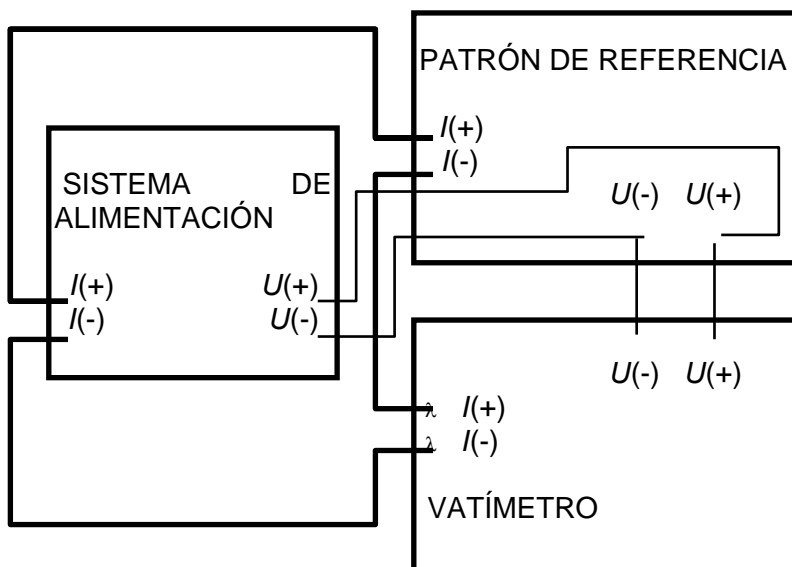 PATRÓN DE REFERENCIA
I(+)
I(-)
U(-) U(+)
SISTEMA DE
ALIMENTACIÓN
I(+) U(+)
I(-) U(-)
U(-) U(+)
λ I(+)
λ I(-)
VATÍMETRO